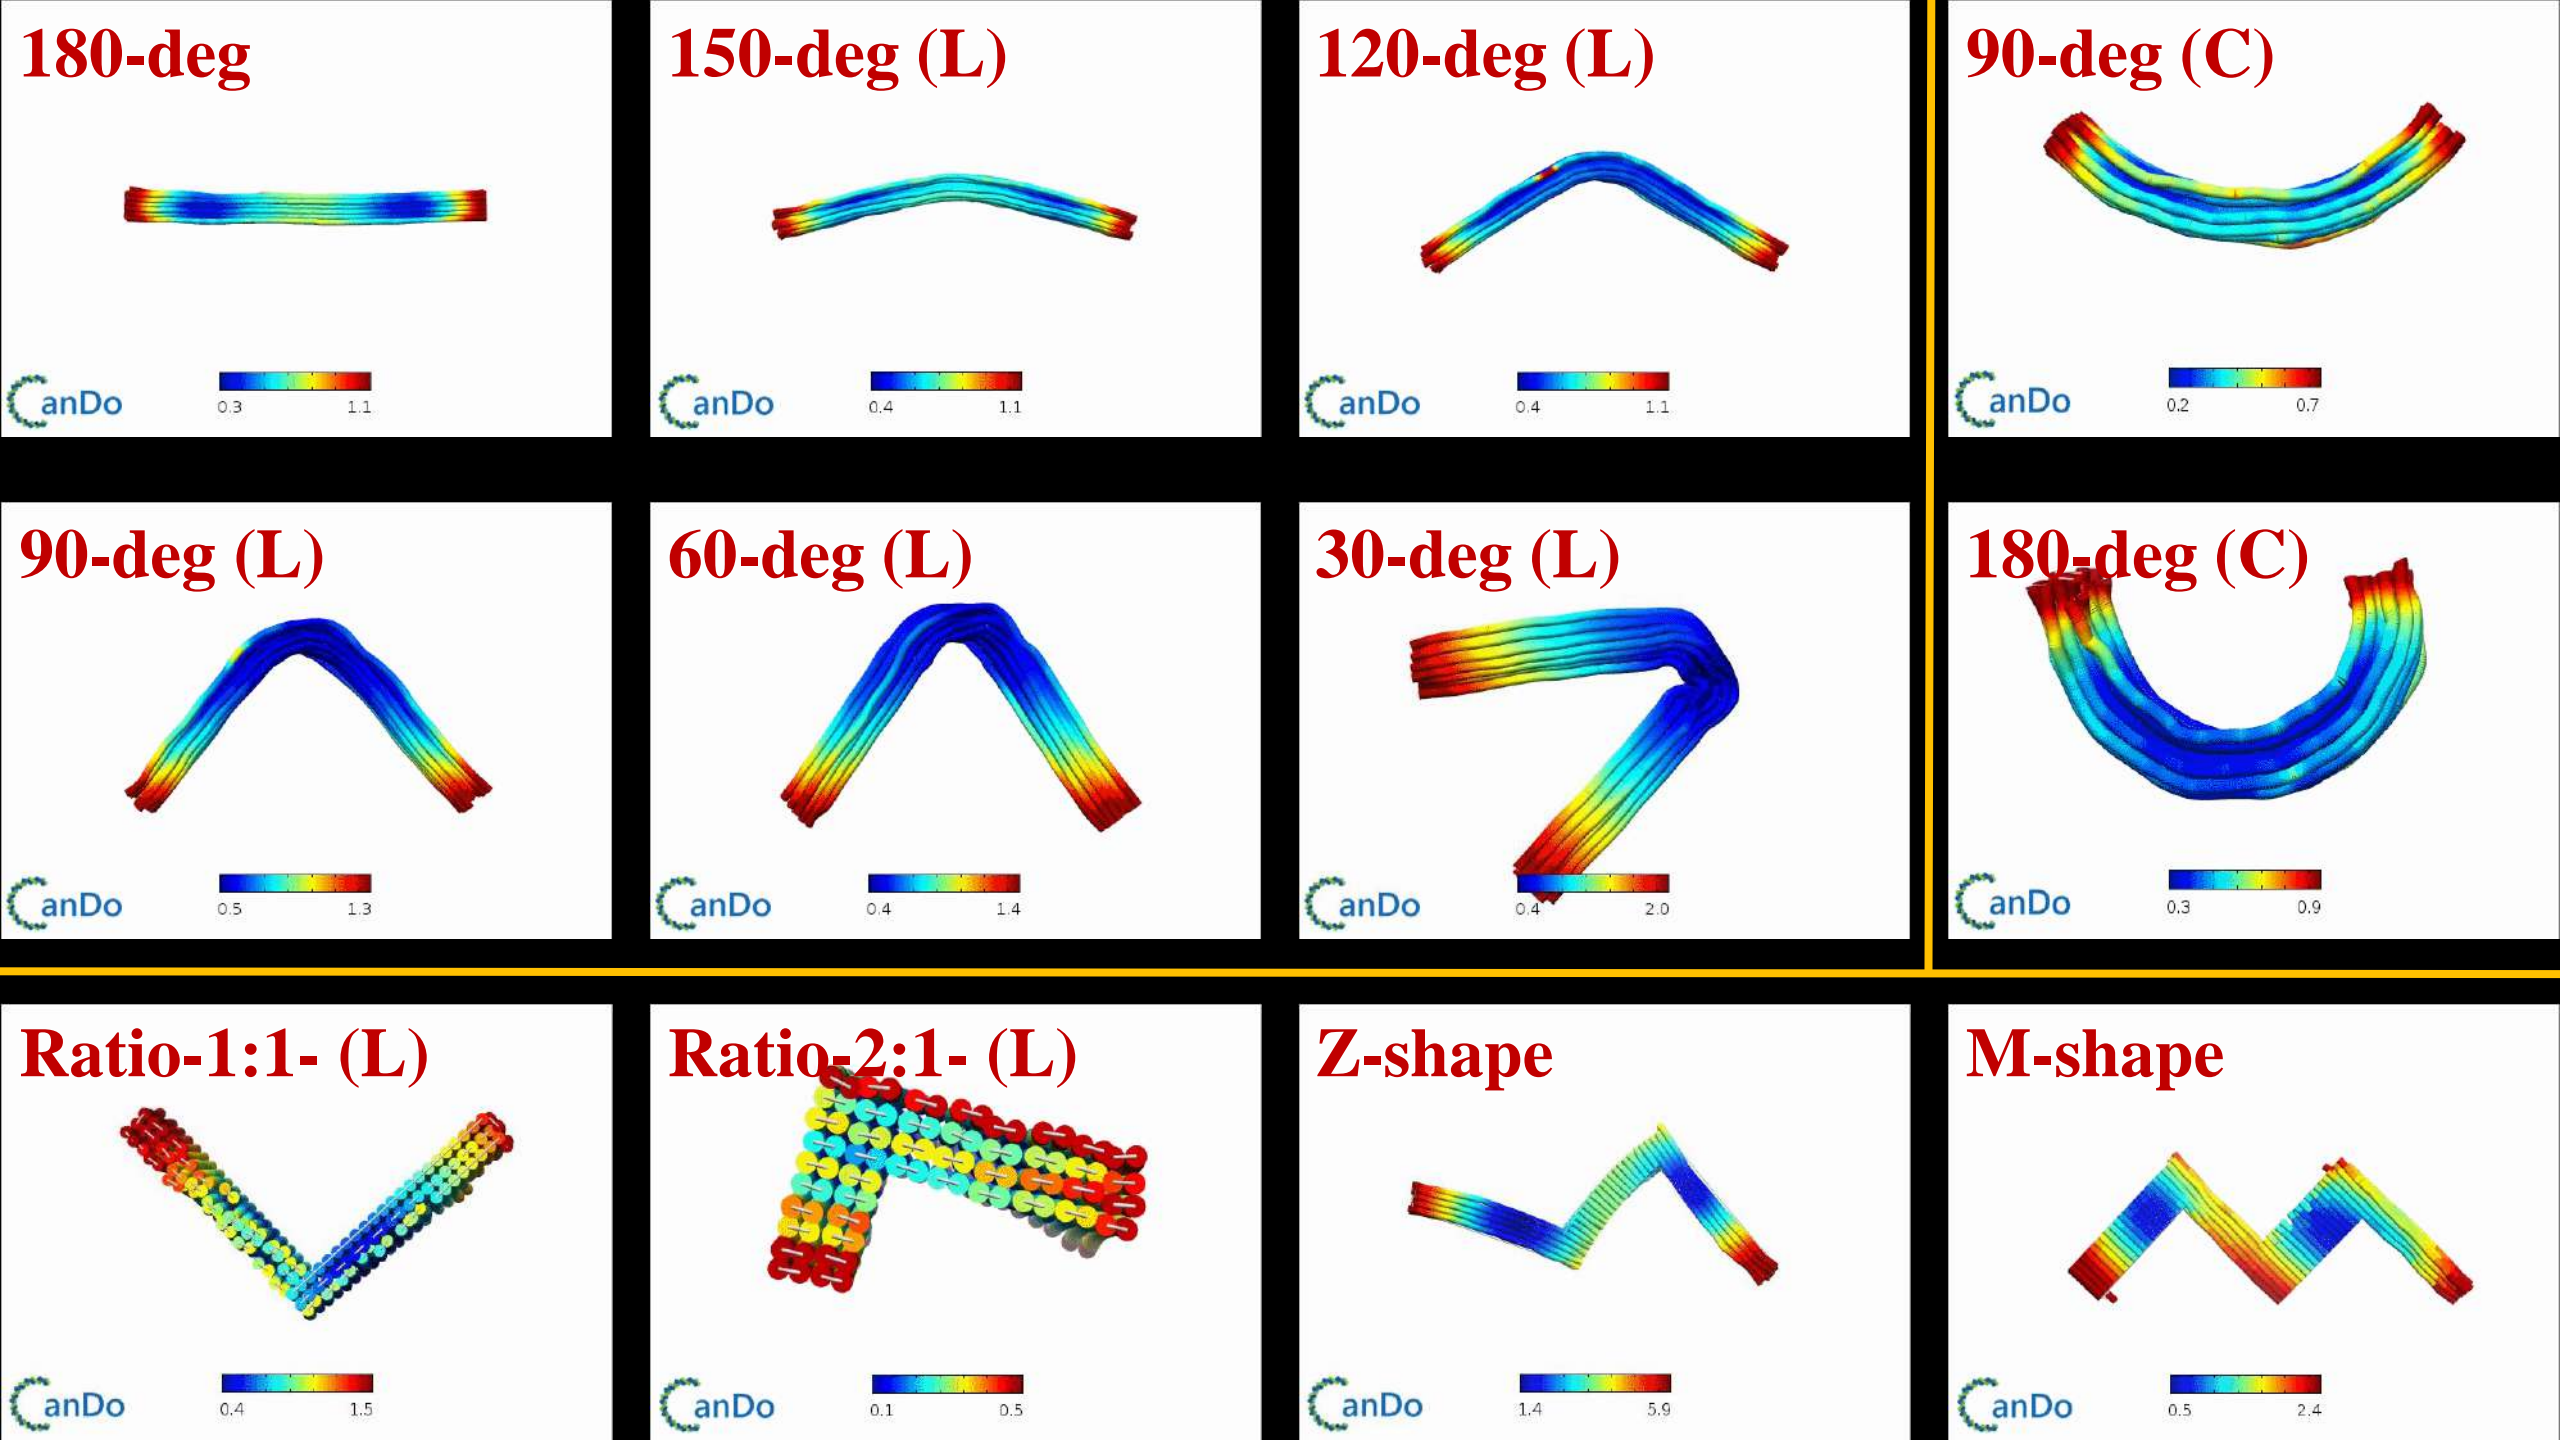 180-deg
150-deg (L)
120-deg (L)
90-deg (C)
CanDo
0.3 1.1
CanDo
0.4 1.1
CanDo
0.4 1.1
CanDo
0.2 0.7
90-deg (L)
60-deg (L)
30-deg (L)
180-deg (C)
CanDo
0.5 1.3
CanDo
0.4 1.4
CanDo
0.4 2.0
CanDo
0.3 0.9
Ratio-1:1- (L)
Ratio-2:1- (L)
Z-shape
M-shape
CanDo
0.4 1.5
CanDo
0.1 0.5
CanDo
1.4 5.9
CanDo
0.5 2.4